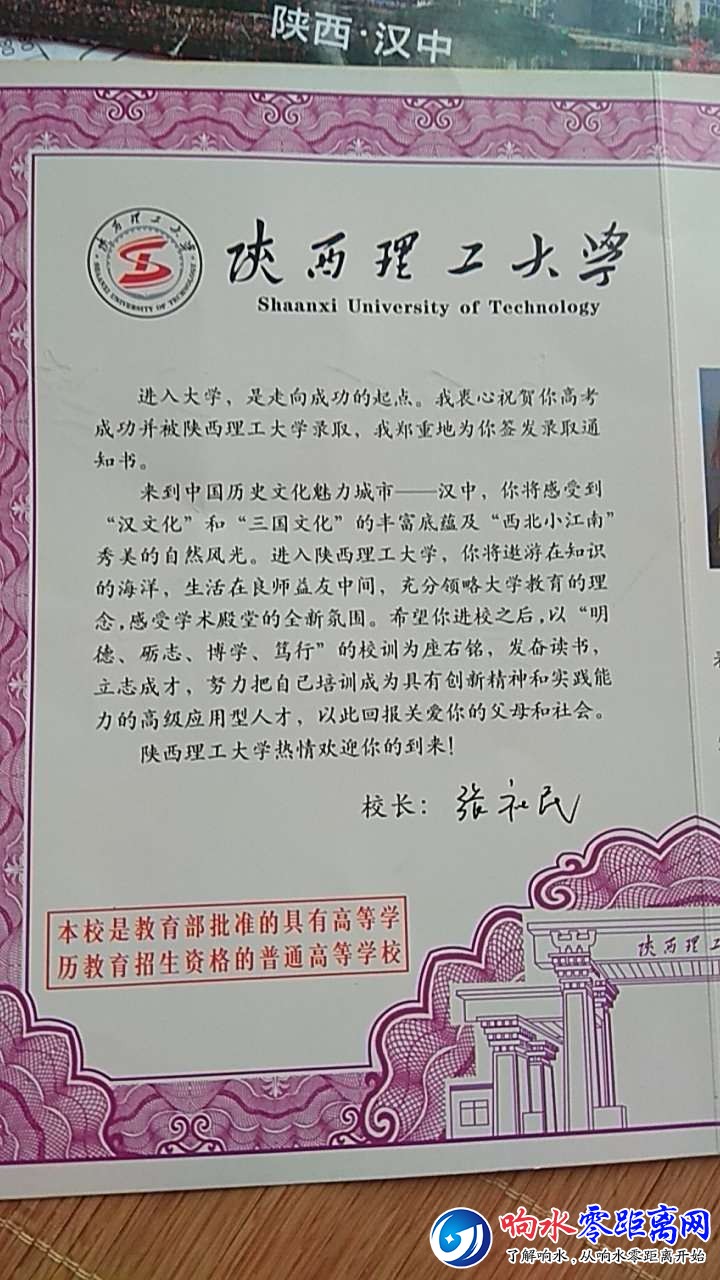 陕西·汉中
陕西理工大学
SHAANXI UNIVERSITY OF TECHNOLOGY
陕西理工大学
Shaanxi University of Technology
进入大学，是走向成功的起点。我衷心祝贺你高考
成功并被陕西理工大学录取，我郑重地为你签发录取通
知书。
来到中国历史文化魅力城市——汉中，你将感受到
“汉文化”和“三国文化”的丰富底蕴及“西北小江南”
秀美的自然风光。进入陕西理工大学，你将遨游在知识
的海洋，生活在良师益友中间，充分领略大学教育的理
念,感受学术殿堂的全新氛围。希望你进校之后，以“明
德、砺志、博学、笃行”的校训为座右铭，发奋读书，
立志成才，努力把自己培训成为具有创新精神和实践能
力的高级应用型人才，以此回报关爱你的父母和社会。
陕西理工大学热情欢迎你的到来！
校长：张社民
本校是教育部批准的具有高等学
历教育招生资格的普通高等学校
陕西理工
响水零距离网
了解响水，从响水零距离开始